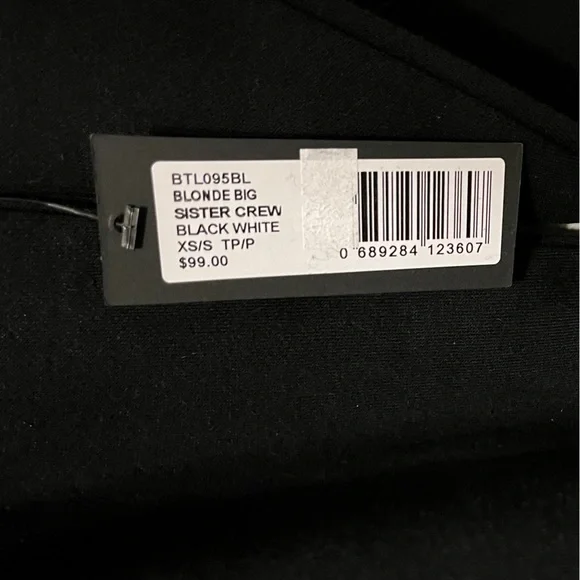 BTL095BL
BLONDE BIG
SISTER CREW
BLACK WHITE
XS/S TP/P
$99.00
0 689284 123607